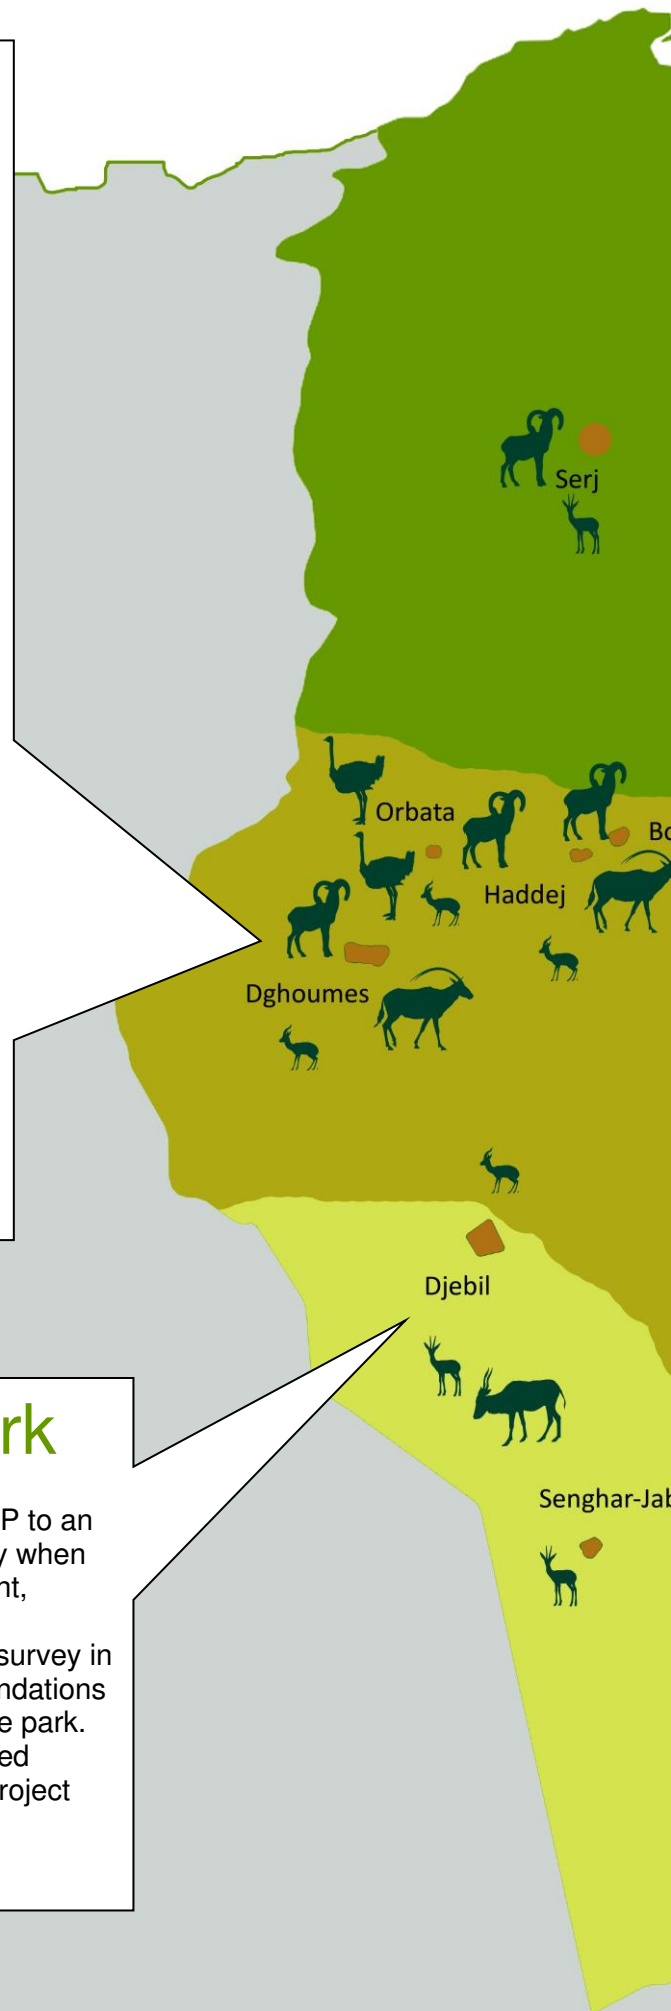 Serj
Orbata
Bo
Haddej
Dghoumes
Djebil
Senghar-Jab
rk
P to an
y when
nt,
survey in
ndations
e park.
ed
roject